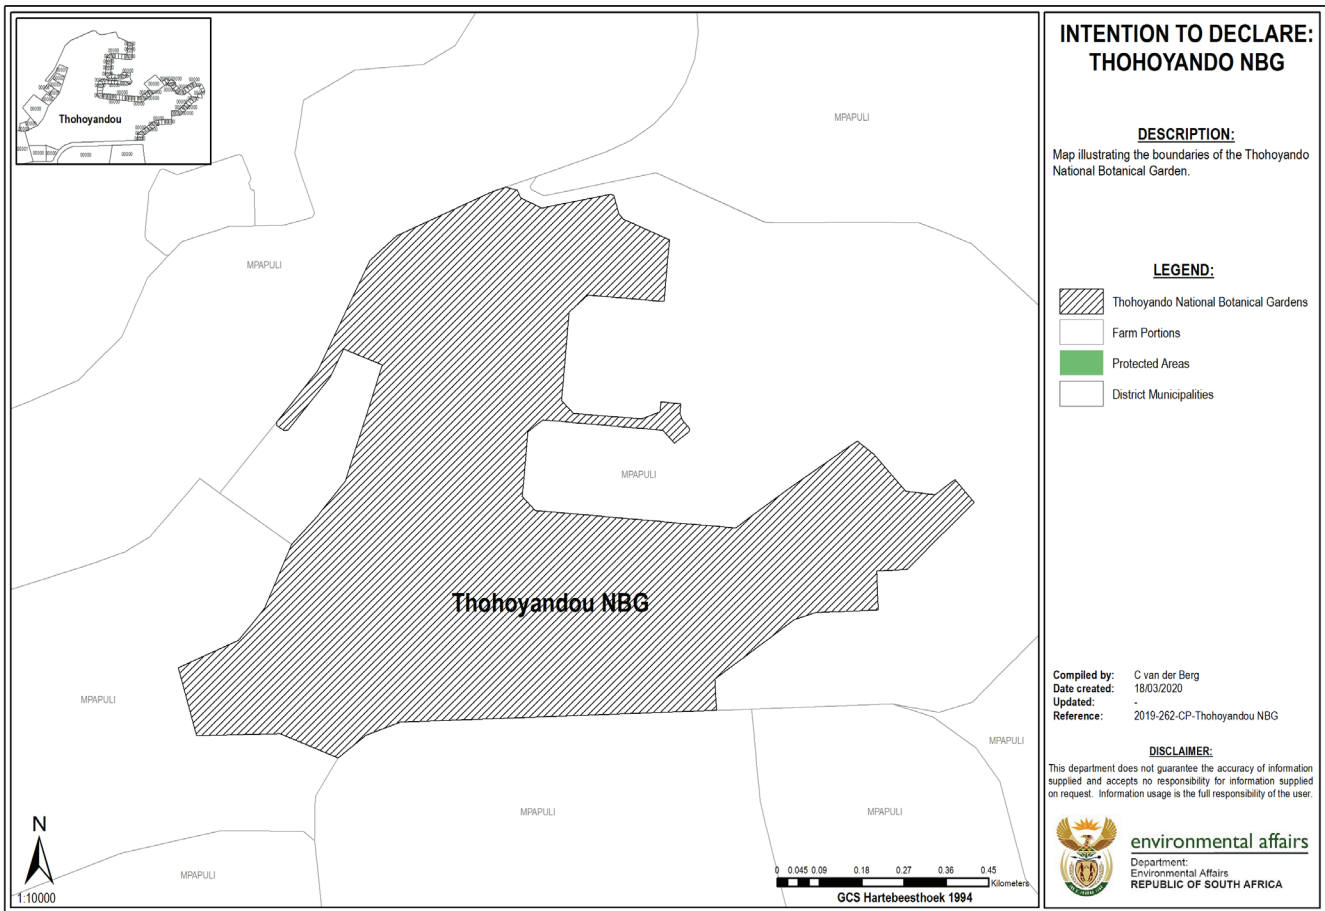 INTENTION TO DECLARE:
THOHOYANDO NBG
DESCRIPTION:
Map illustrating the boundaries of the Thohoyando
National Botanical Garden.
LEGEND:
Thohoyando National Botanical Gardens
Farm Portions
Protected Areas
District Municipalities
Compiled by: C van der Berg
Date created: 18/03/2020
Updated: -
Reference: 2019-262-CP-Thohoyandou NBG
DISCLAIMER:
This department does not guarantee the accuracy of information
supplied and accepts no responsibility for information supplied
on request. Information usage is the full responsibility of the user.
environmental affairs
Department:
Environmental Affairs
REPUBLIC OF SOUTH AFRICA
Thohoyandou
MPAPULI
MPAPULI
MPAPULI
Thohoyandou NBG
MPAPULI
MPAPULI
MPAPULI
MPAPULI
MPAPULI
N
1:10000
0 0.045 0.09 0.18 0.27 0.36 0.45
Kilometers
GCS Hartebeesthoek 1994